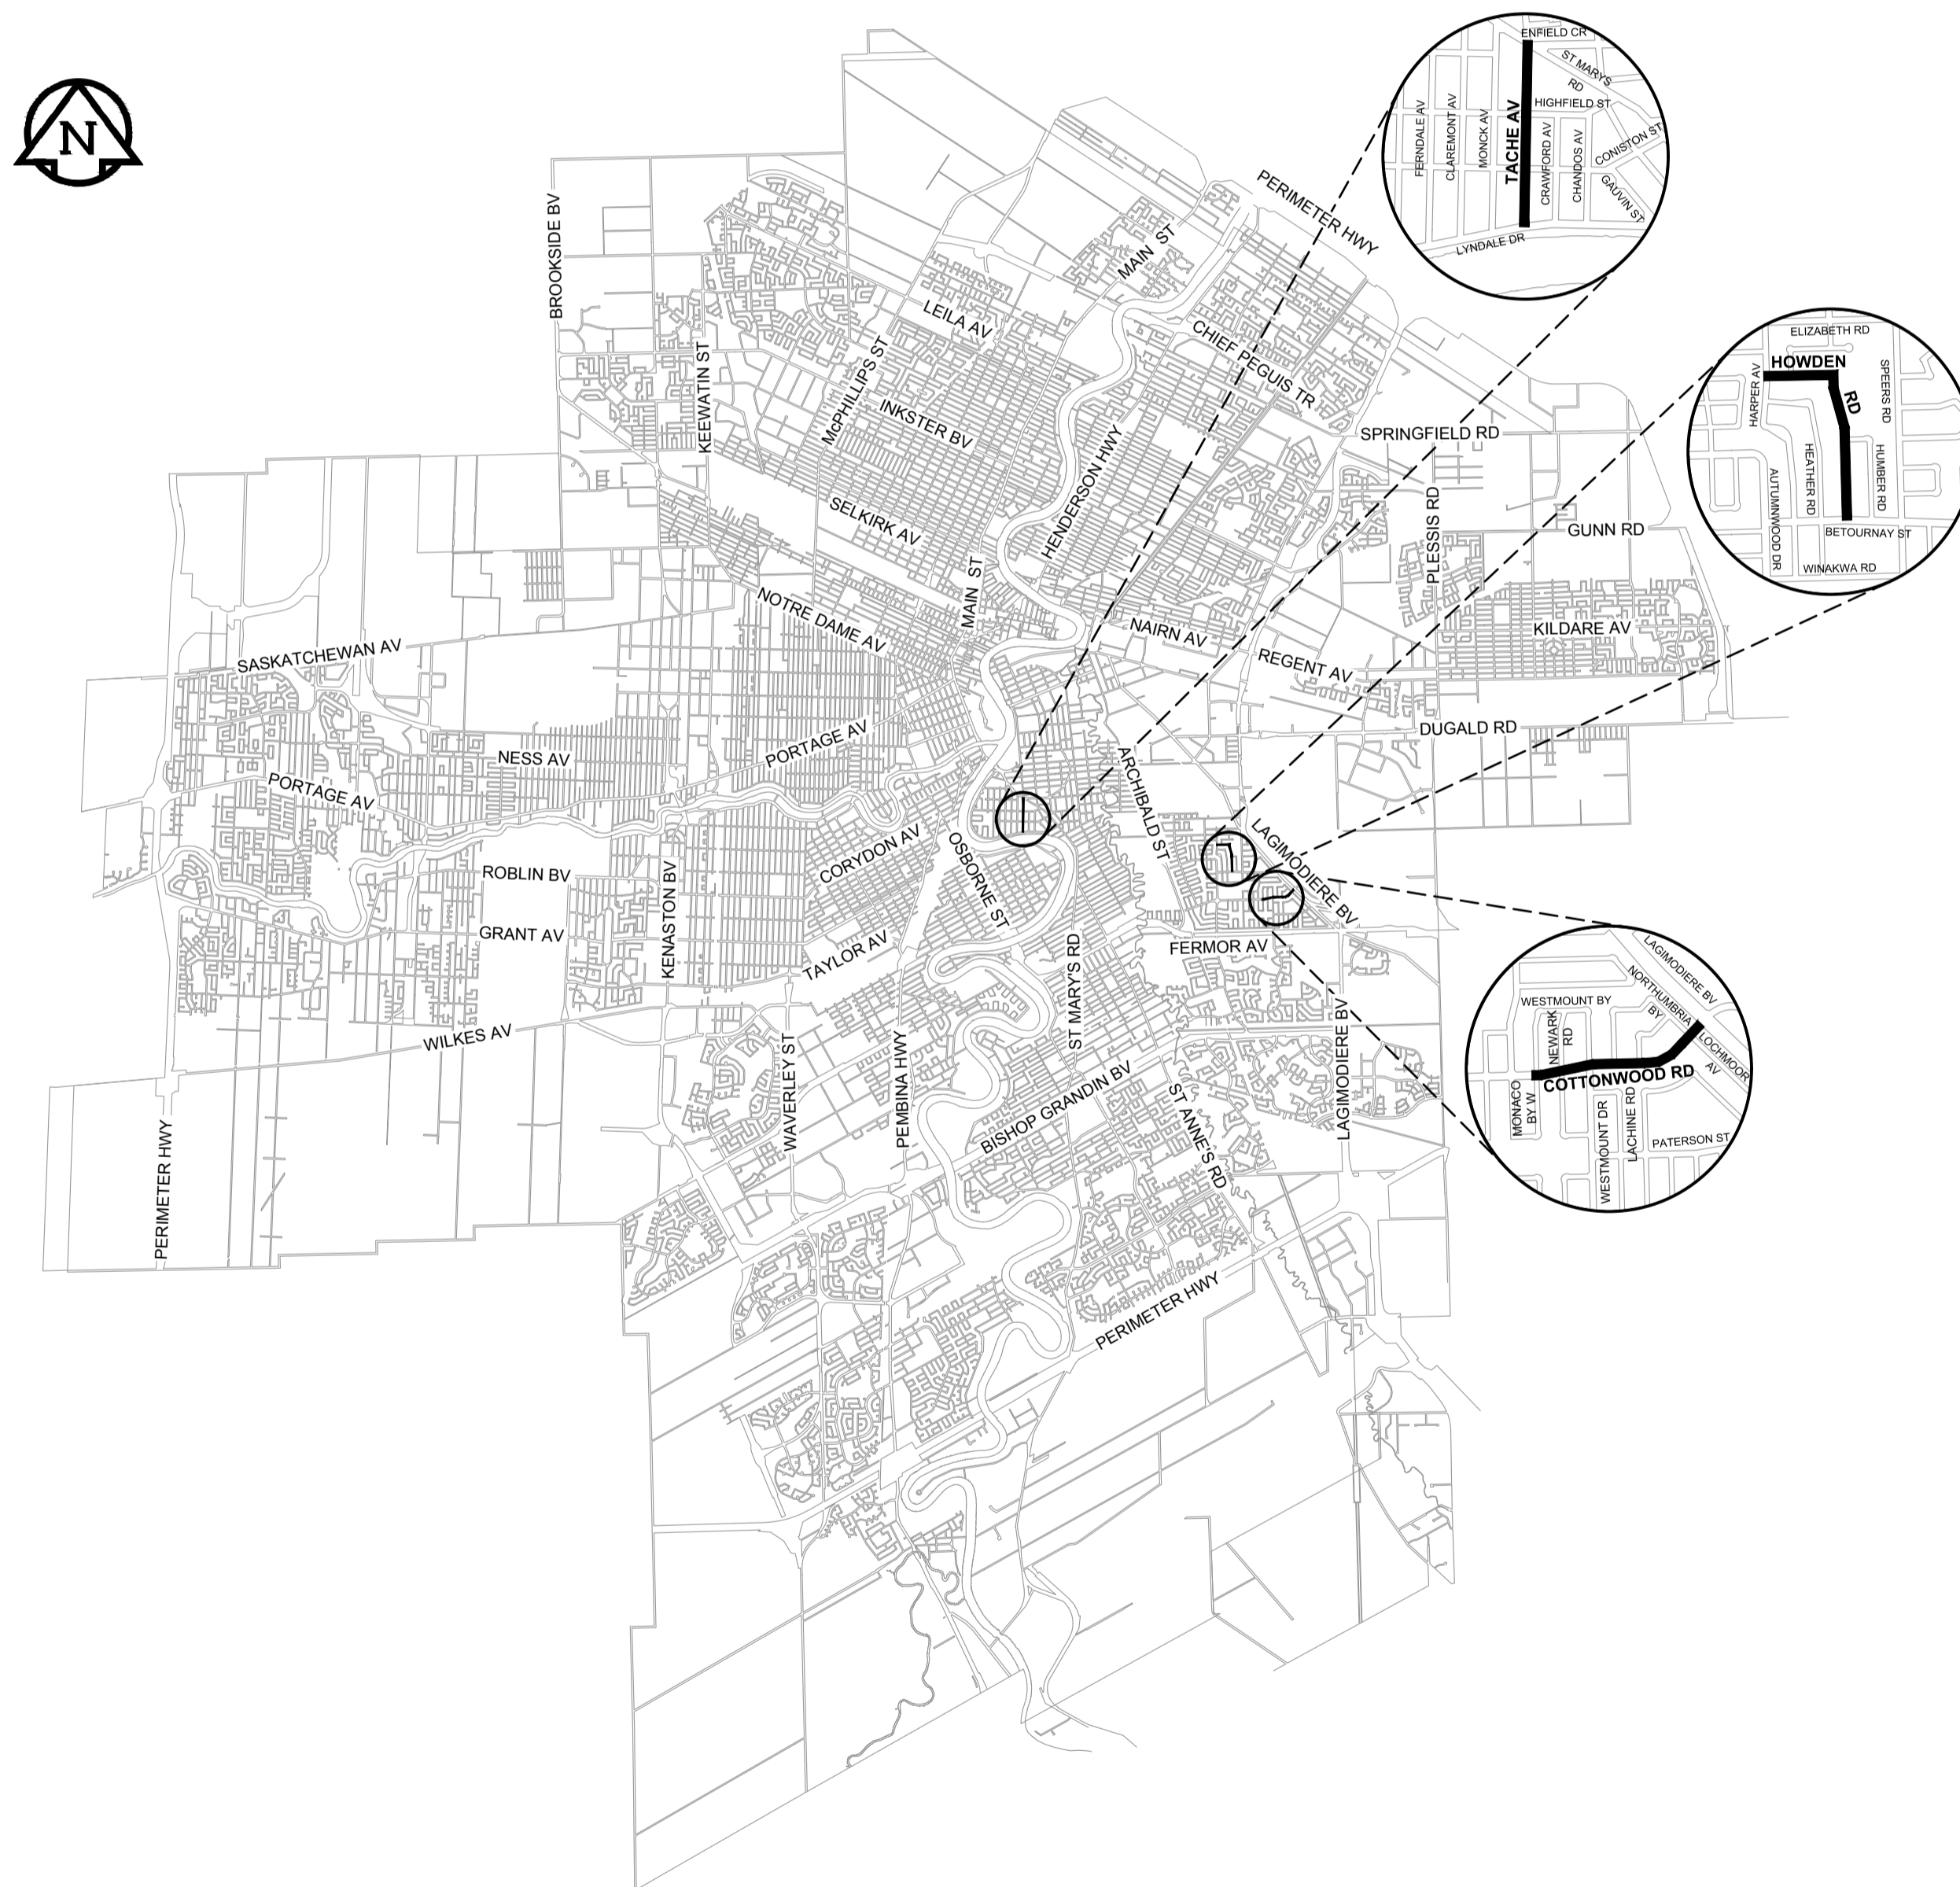 N
ENFIELD CR
ST MARYS
RD
HIGHFIELD ST
CONISTON ST
GAUVIN ST
FERNDALE AV
CLAREMONT AV
MONCK AV
TACHE AV
CRAWFORD AV
CHANDOS AV
LYNDALE DR
PERIMETER HWY
MAIN ST
BROOKSIDE BV
LEILA AV
CHIEF PEGUIS TR
KEEWATIN ST
McPHILLIPS ST
INKSTER BV
HENDERSON HWY
SPRINGFIELD RD
ELIZABETH RD
HOWDEN
RD
HARPER AV
SPEERS RD
HEATHER RD
HUMBER RD
AUTUMNWOOD DR
BETOURNAY ST
WINAKWA RD
SELKIRK AV
PLESSIS RD
GUNN RD
MAIN ST
NOTRE DAME AV
NAIRN AV
KILDARE AV
SASKATCHEWAN AV
REGENT AV
DUGALD RD
NESS AV
PORTAGE AV
PORTAGE AV
ARCHIBALD ST
CORYDON AV
OSBORNE ST
LAGIMODIERE BV
ROBLIN BV
KENASTON BV
GRANT AV
TAYLOR AV
FERMOR AV
ST MARY'S RD
WILKES AV
WAVERLEY ST
PEMBINA HWY
BISHOP GRANDIN BV
ST ANNE'S RD
LAGIMODIERE BV
LAGIMODIERE BV
NORTHUMBRIA
BY
WESTMOUNT BY
NEWARK
RD
LOCHMOOR
AV
COTTONWOOD RD
MONACO
BY W
WESTMOUNT DR
LACHINE RD
PATERSON ST
PERIMETER HWY
PERIMETER HWY